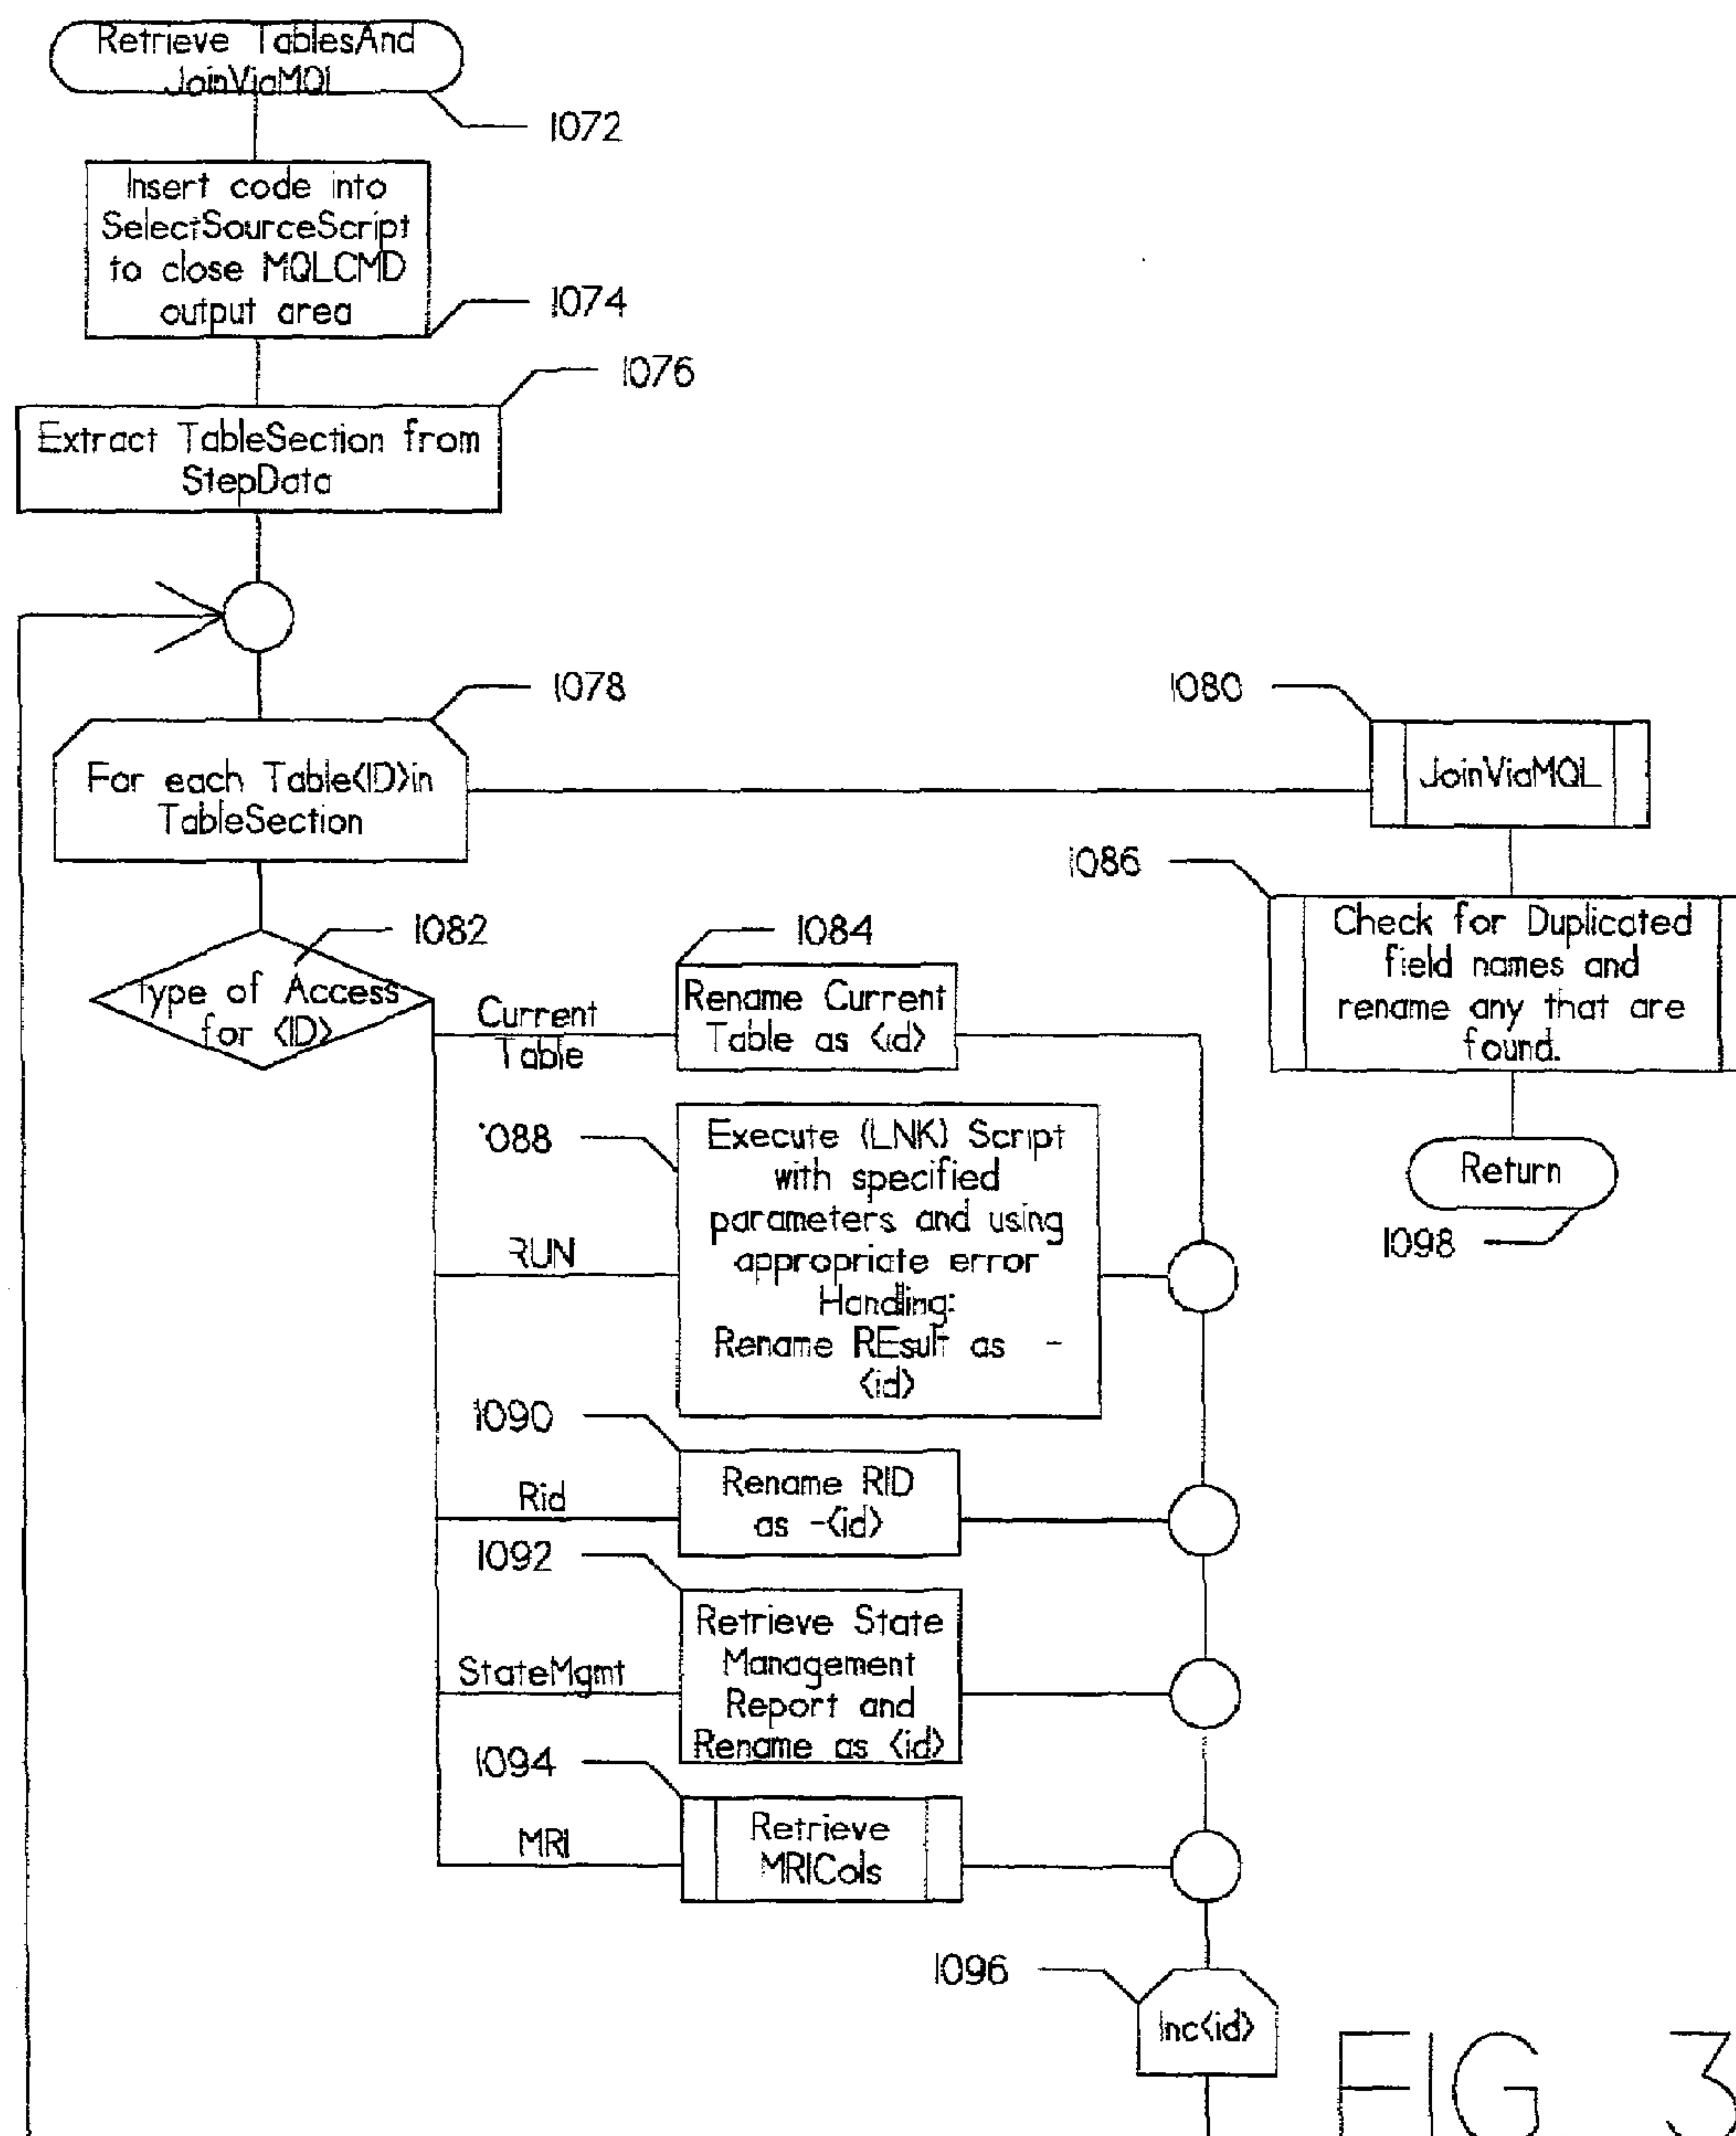 Retrieve TablesAnd
JoinViaMQL
1072
Insert code into
SelectSourceScript
to close MQLCMD
output area
1074
1076
Extract TableSection from
StepData
1078
For each Table<ID>in
TableSection
1080
JoinViaMQL
1086
Check for Duplicated
field names and
rename any that are
found.
Return
1098
1082
Type of Access
for <ID>
Current
Table
1084
Rename Current
Table as <id>
1088
RUN
Execute (LNK) Script
with specified
parameters and using
appropriate error
Handling:
Rename REsult as -
<id>
1090
Rid
Rename RID
as -<id>
1092
StateMgmt
Retrieve State
Management
Report and
Rename as <id>
1094
MRI
Retrieve
MRICols
1096
Inc<id>
FIG. 3